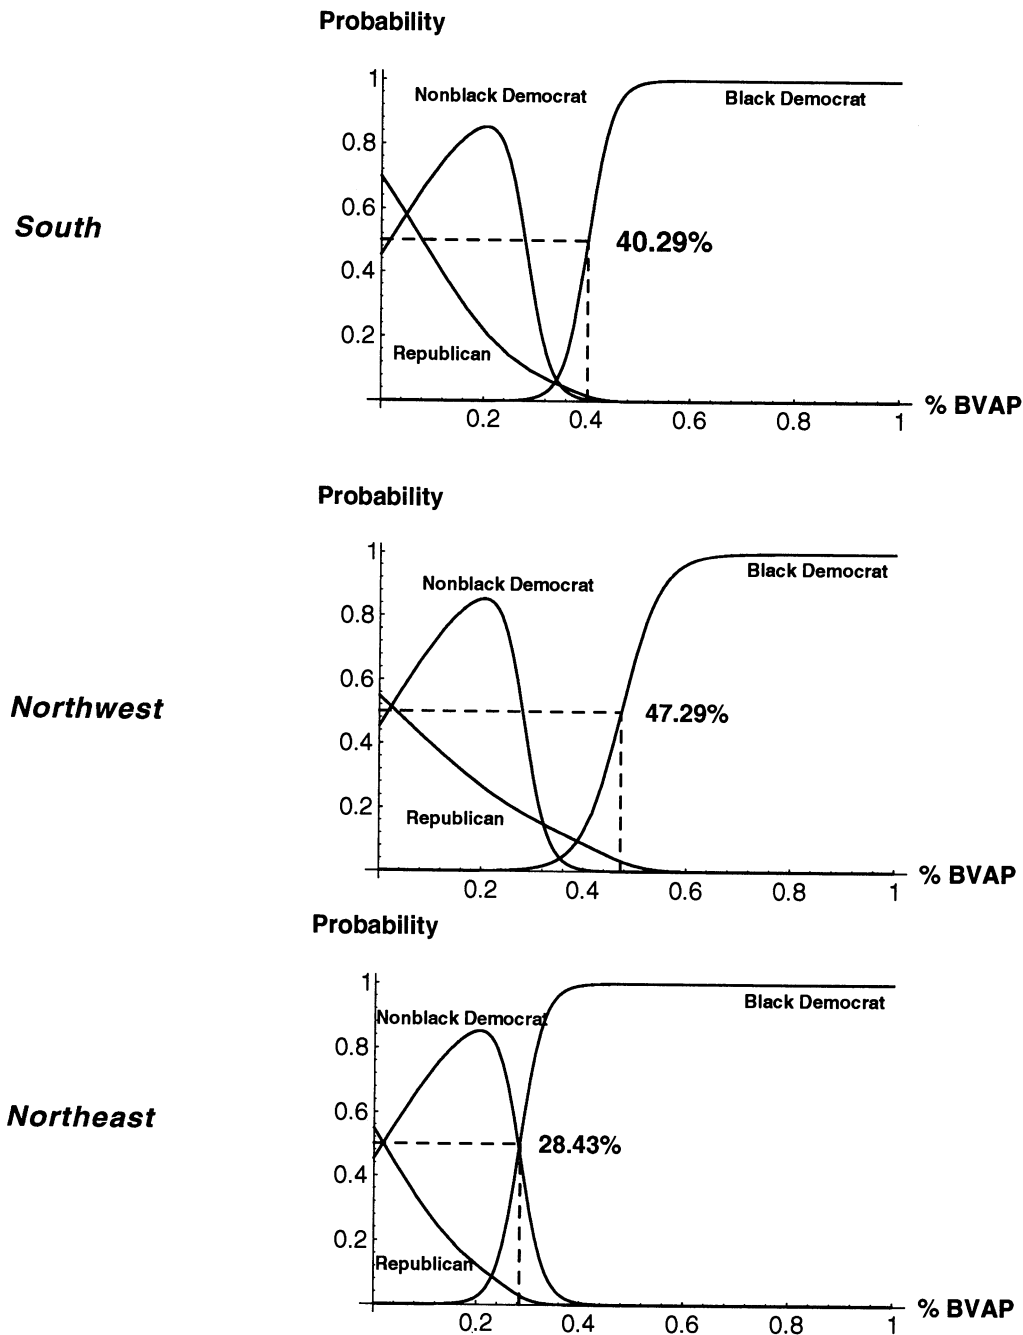 Probability
1
Nonblack Democrat
Black Democrat
0.8
0.6
South
40.29%
0.4
0.2
Republican
% BVAP
0.2 0.4 0.6 0.8 1
Probability
1
Nonblack Democrat
Black Democrat
0.8
0.6
Northwest
47.29%
0.4
0.2
Republican
% BVAP
0.2 0.4 0.6 0.8 1
Probability
1
Nonblack Democrat
Black Democrat
0.8
0.6
Northeast
28.43%
0.4
0.2
Republican
% BVAP
0.2 0.4 0.6 0.8 1